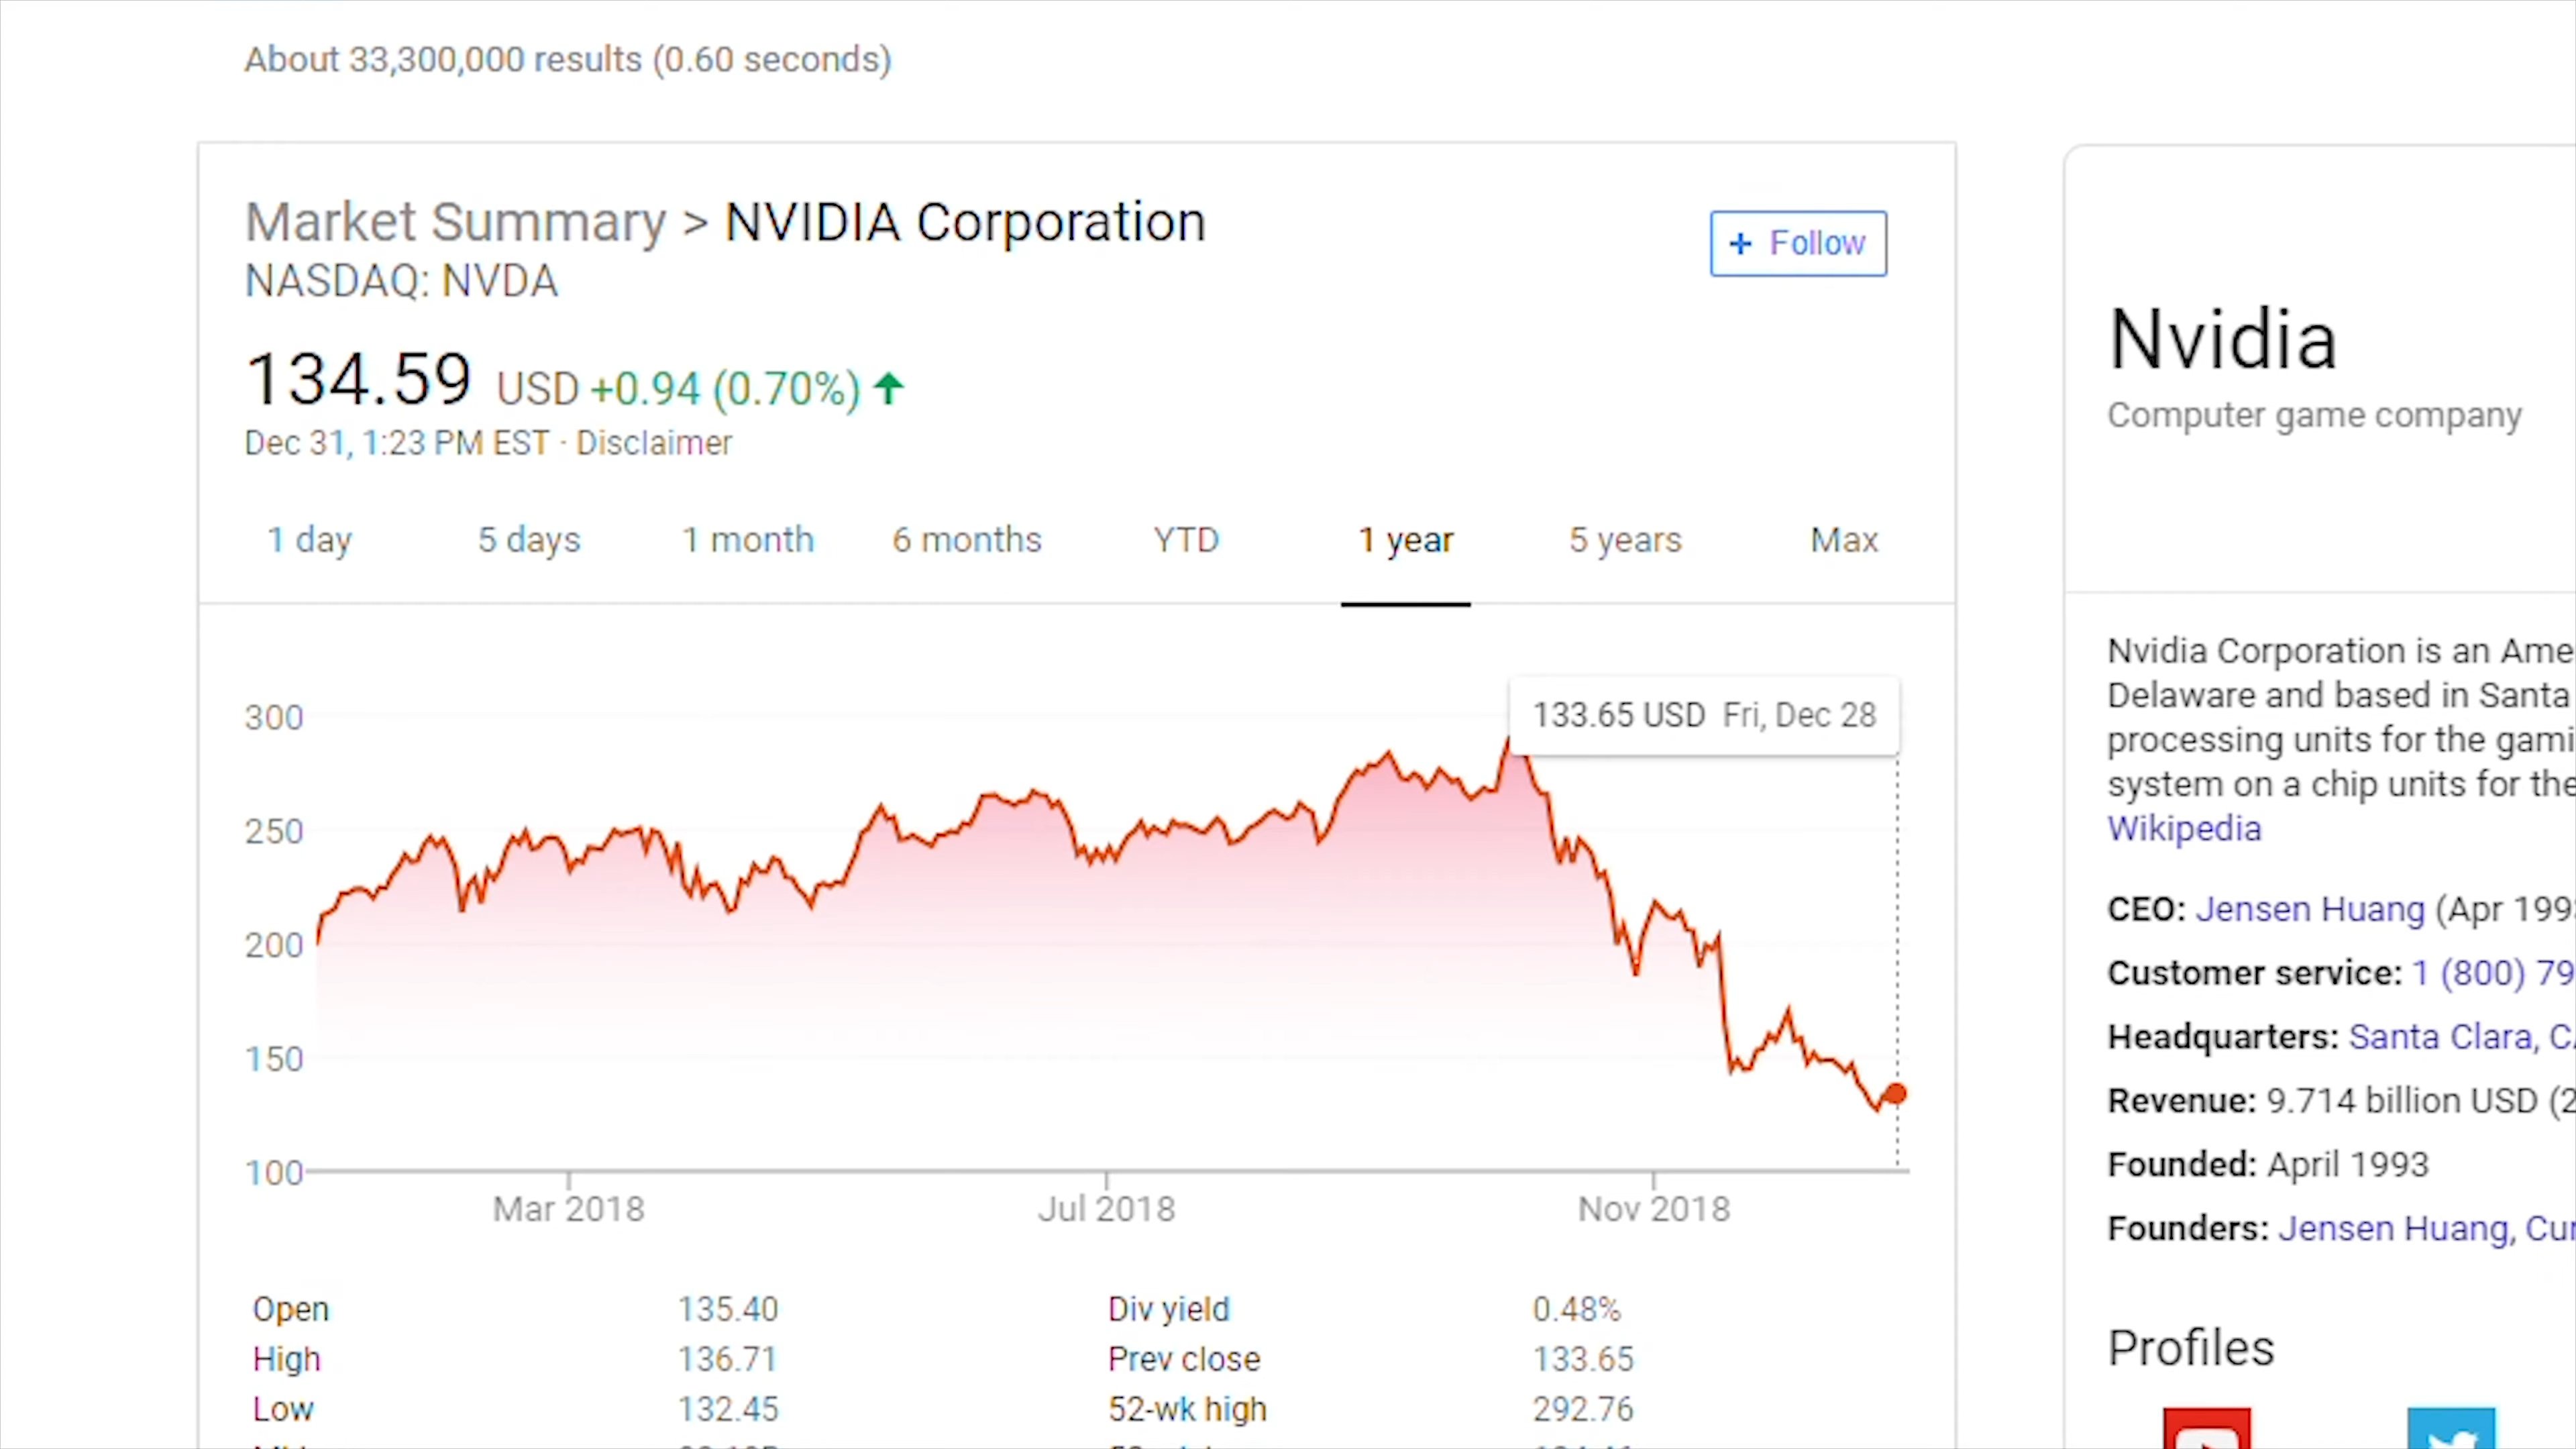 About 33,300,000 results (0.60 seconds)
Market Summary > NVIDIA Corporation
NASDAQ: NVDA
+ Follow
134.59 USD +0.94 (0.70%)
Dec 31, 1:23 PM EST · Disclaimer
1 day 5 days 1 month 6 months YTD 1 year 5 years Max
133.65 USD Fri, Dec 28
300
250
200
150
100
Mar 2018 Jul 2018 Nov 2018
Open 135.40 Div yield 0.48%
High 136.71 Prev close 133.65
Low 132.45 52-wk high 292.76
Nvidia
Computer game company
Nvidia Corporation is an Ame
Delaware and based in Santa
processing units for the gami
system on a chip units for the
Wikipedia
CEO: Jensen Huang (Apr 199
Customer service: 1 (800) 79
Headquarters: Santa Clara, C
Revenue: 9.714 billion USD (2
Founded: April 1993
Founders: Jensen Huang, Cur
Profiles